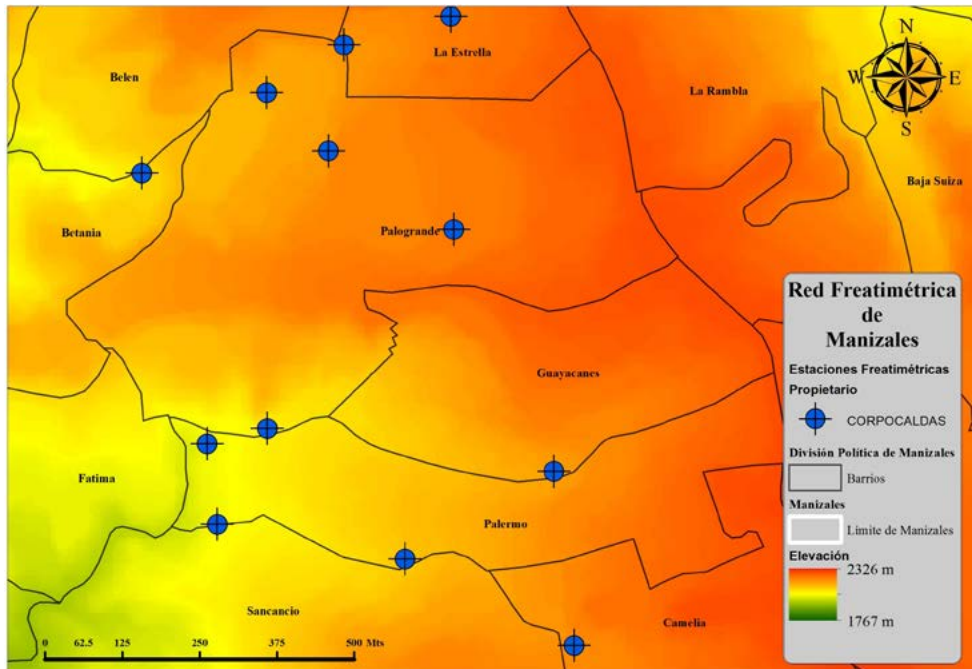 N
La Estrella
Belen
La Rambla
W
E
S
Baja Suiza
Betania
Palogrande
Guayacanes
Fatima
Palermo
Sancancio
Camelia
Red Freatimétrica
de
Manizales
Estaciones Freatimétricas
Propietario
CORPOCALDAS
División Política de Manizales
Barrios
Manizales
Límite de Manizales
Elevación
2326 m
1767 m
0 62.5 125 250 375 500 Mts